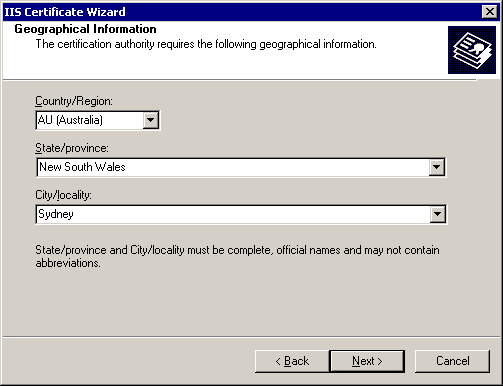 IIS Certificate Wizard
Geographical Information
The certification authority requires the following geographical information.
Country/Region:
AU (Australia)
State/province:
New South Wales
City/locality:
Sydney
State/province and City/locality must be complete, official names and may not contain
abbreviations.
< Back
Next >
Cancel